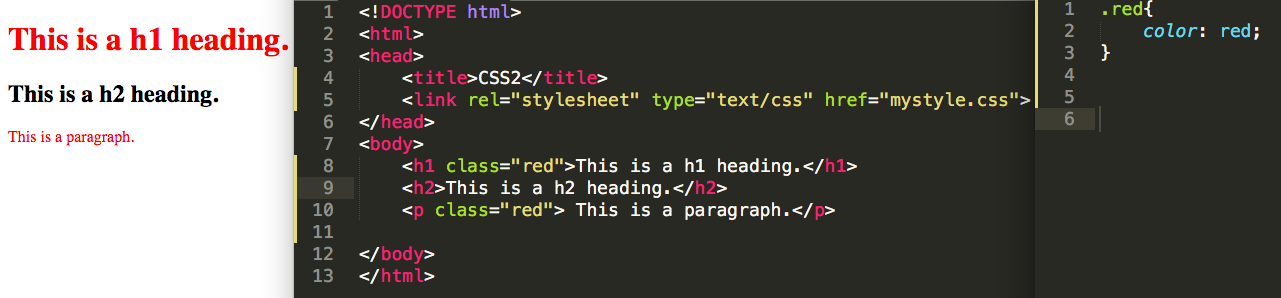 This is a h1 heading.
This is a h2 heading.
This is a paragraph.
1 <!DOCTYPE html>
2 <html>
3 <head>
4     <title>CSS2</title>
5     <link rel="stylesheet" type="text/css" href="mystyle.css">
6 </head>
7 <body>
8     <h1 class="red">This is a h1 heading.</h1>
9     <h2>This is a h2 heading.</h2>
10     <p class="red"> This is a paragraph.</p>
11
12 </body>
13 </html>
1 .red{
2     color: red;
3 }
4
5
6